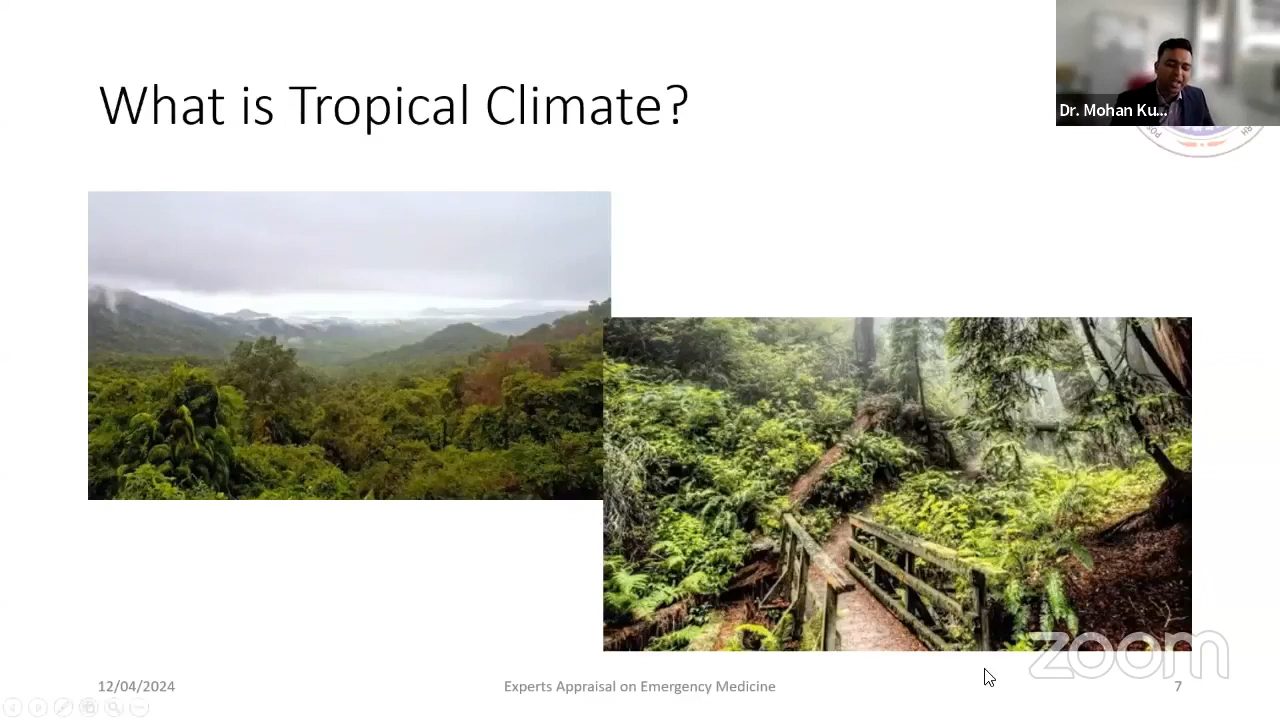 What is Tropical Climate?
Dr. Mohan Ku...
12/04/2024
Experts Appraisal on Emergency Medicine
7
zoom